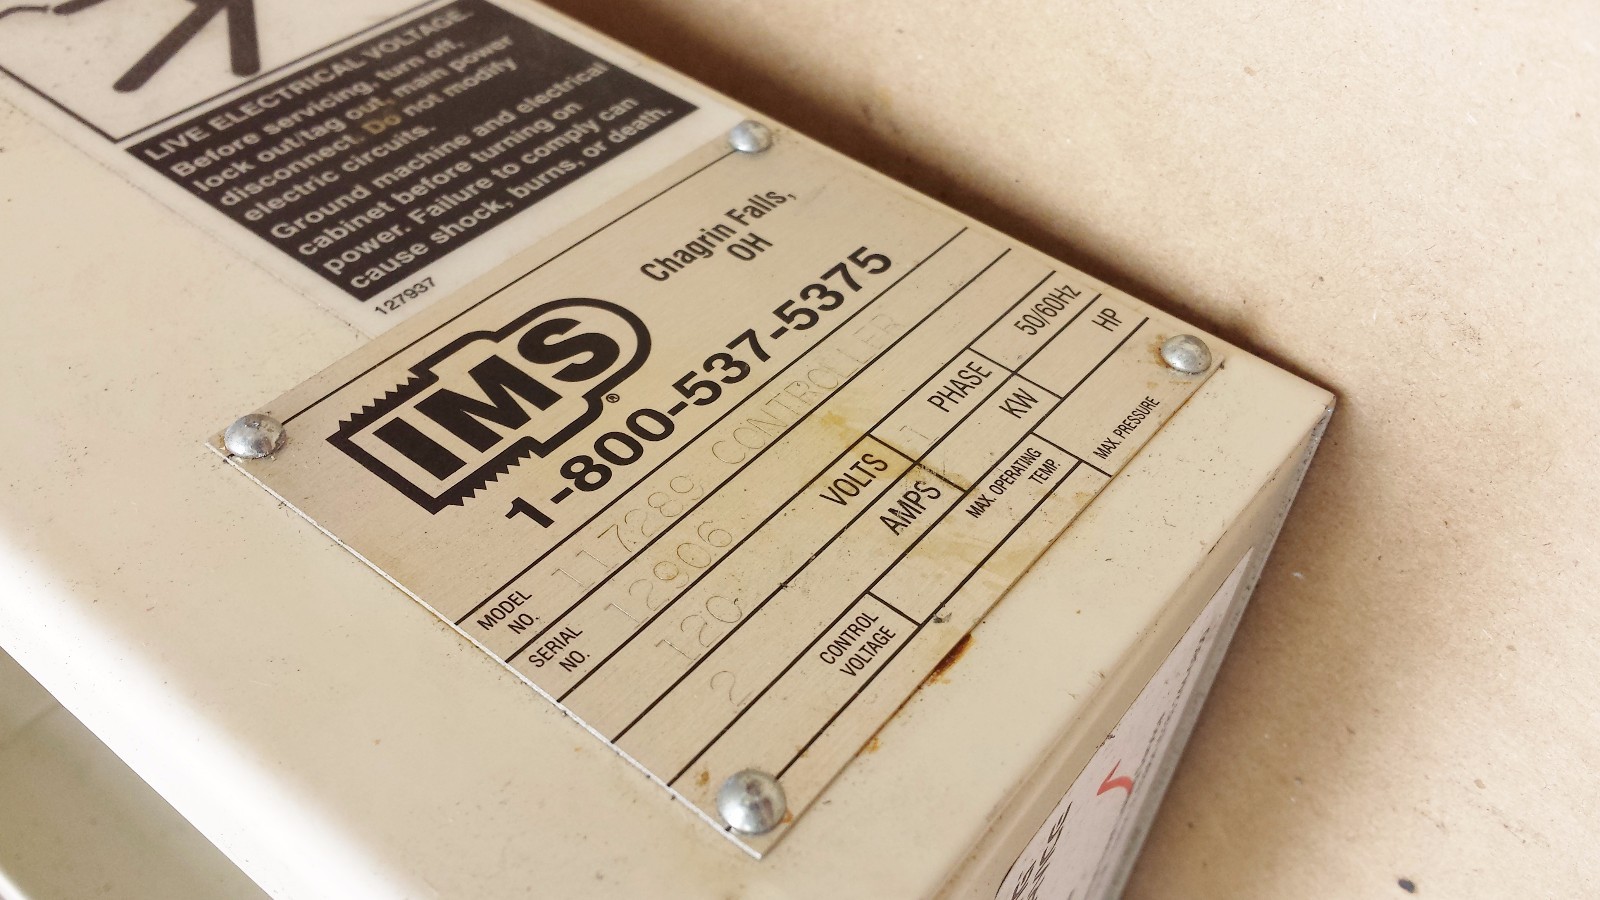 LIVE ELECTRICAL VOLTAGE.
Before servicing, turn off,
lock out/tag out, main power
disconnect. Do not modify
electric circuits.
Ground machine and electrical
cabinet before turning on
power. Failure to comply can
cause shock, burns, or death.
127937
Chagrin Falls,
OH
IMS®
1-800-537-5375
MODEL NO. 117289 CONTROLLER
SERIAL NO. 12906
120 VOLTS 1 PHASE 50/60Hz
2 AMPS KW HP
CONTROL VOLTAGE
MAX. OPERATING TEMP.
MAX. PRESSURE